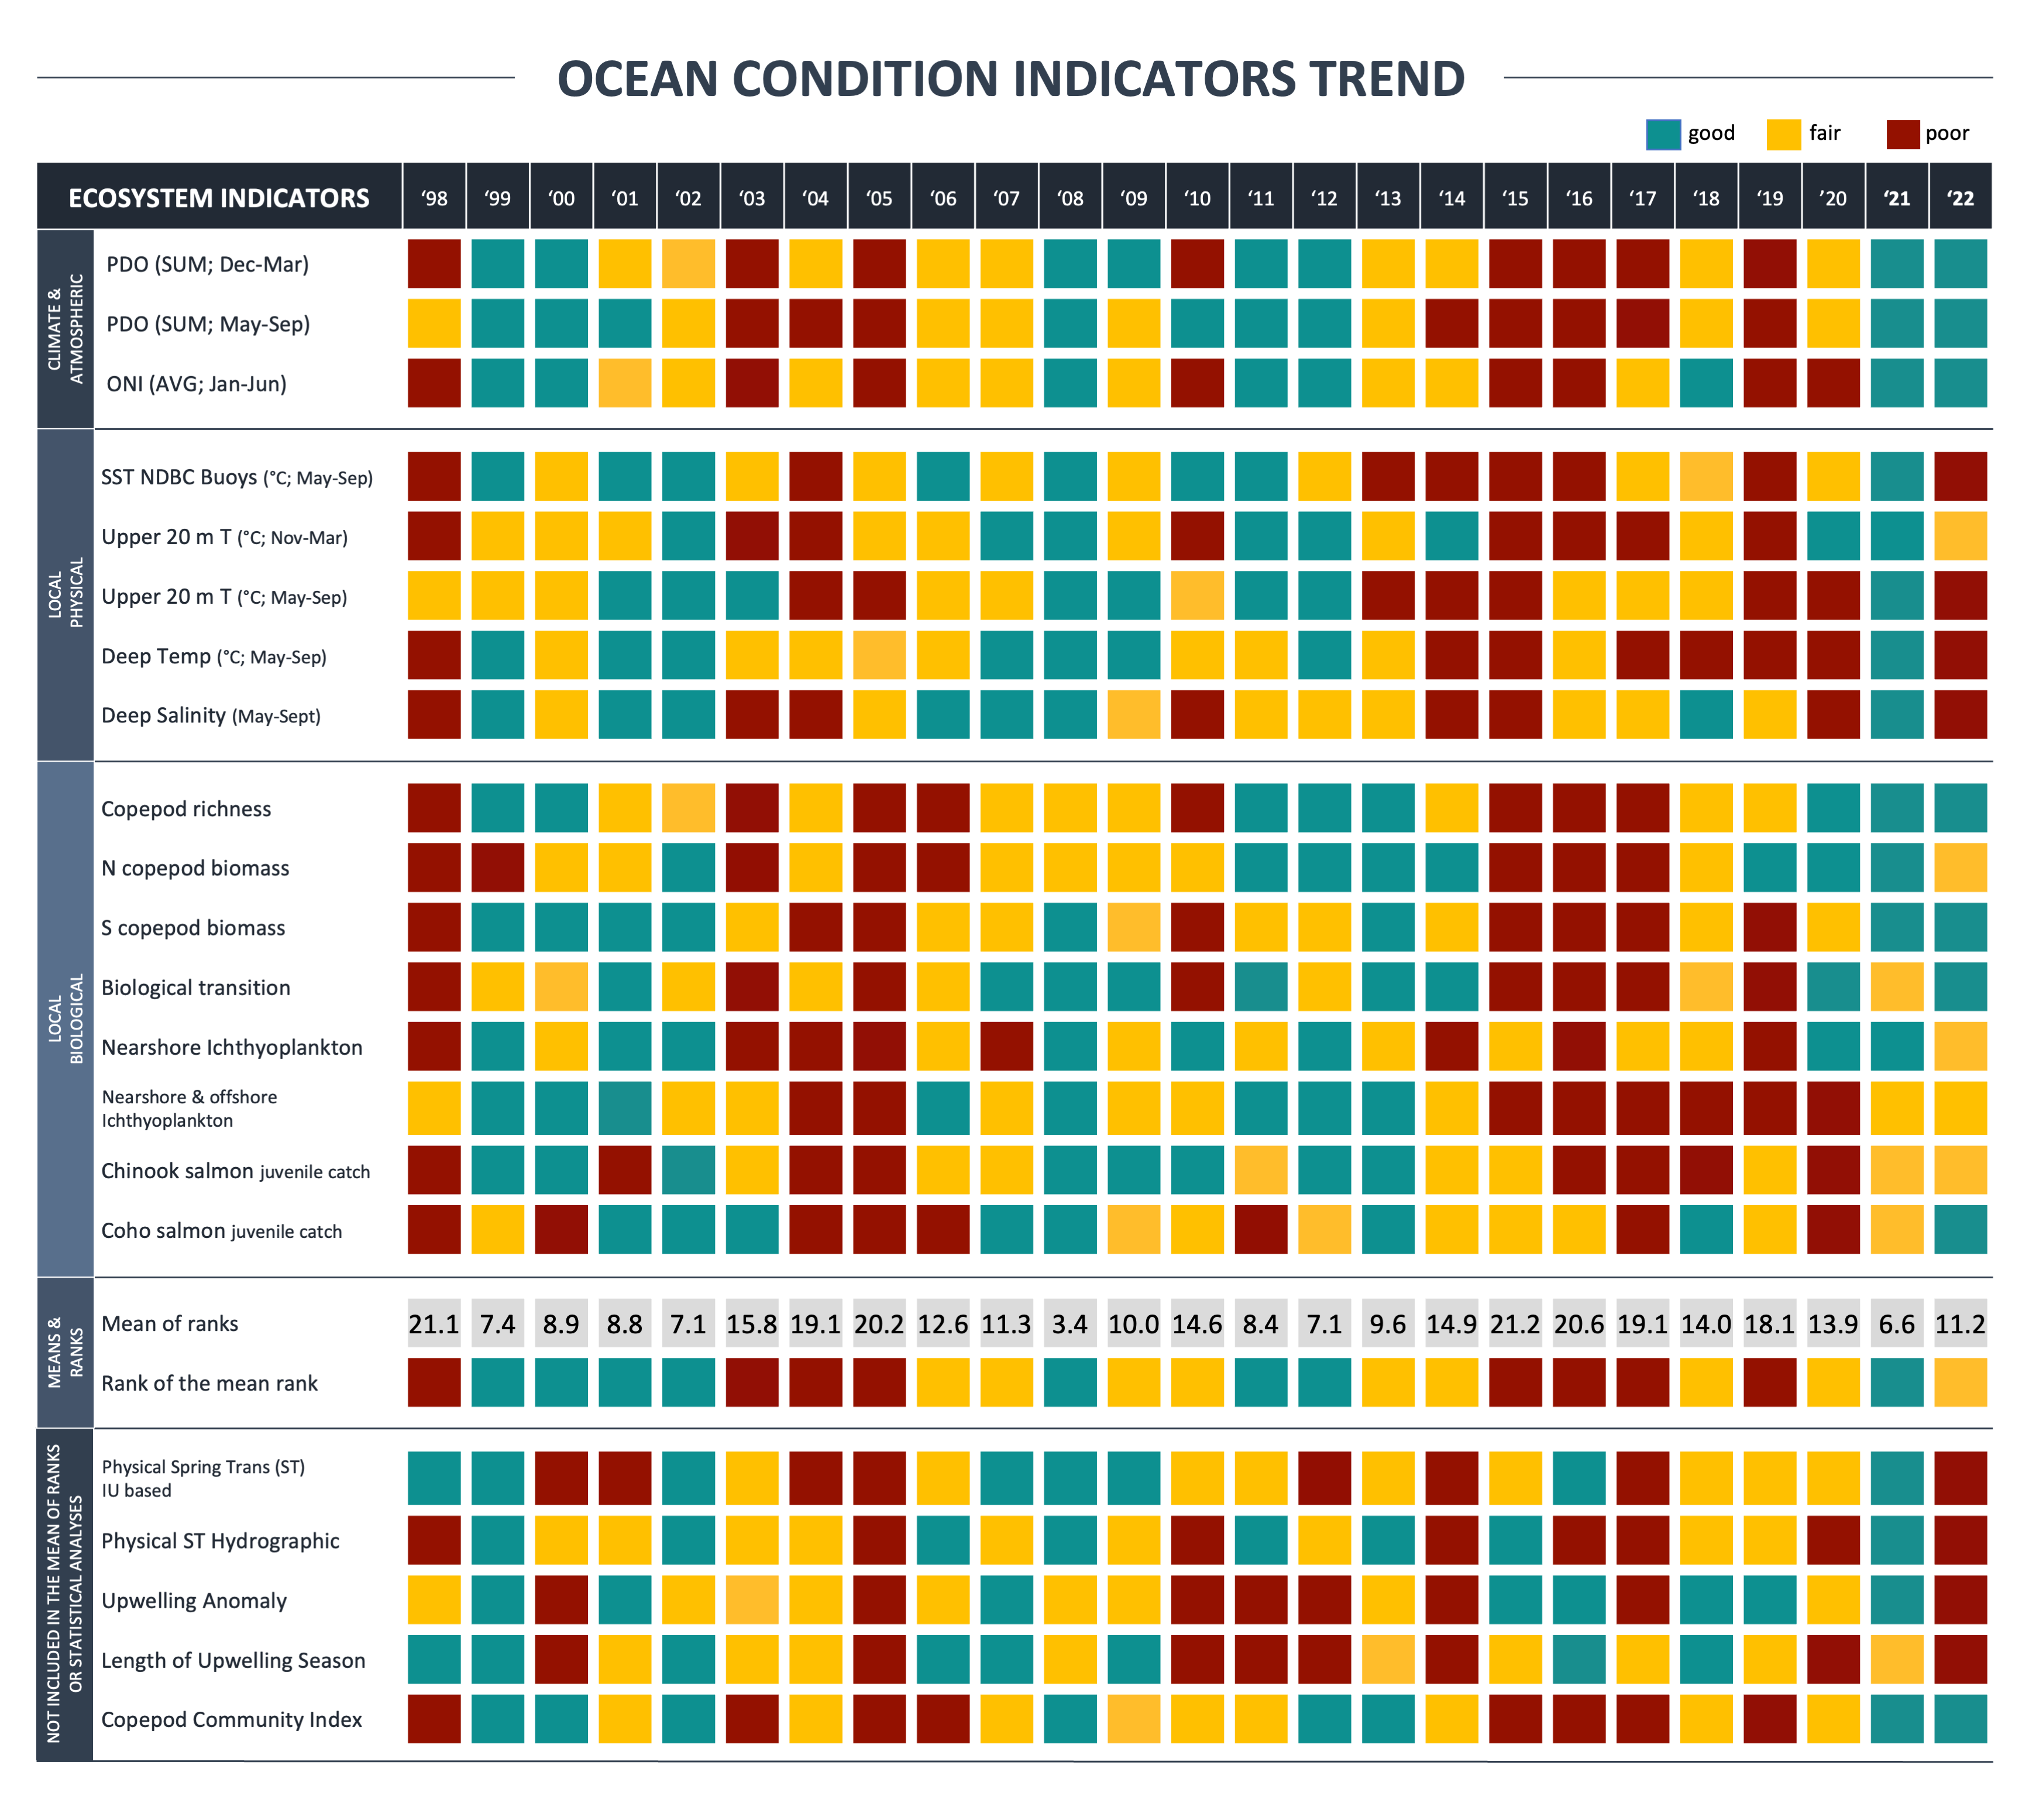 OCEAN CONDITION INDICATORS TREND
good fair poor
ECOSYSTEM INDICATORS ‘98 ‘99 ‘00 ‘01 ‘02 ‘03 ‘04 ‘05 ‘06 ‘07 ‘08 ‘09 ‘10 ‘11 ‘12 ‘13 ‘14 ‘15 ‘16 ‘17 ‘18 ‘19 ’20 ‘21 ‘22
CLIMATE &
ATMOSPHERIC
PDO (SUM; Dec-Mar)
PDO (SUM; May-Sep)
ONI (AVG; Jan-Jun)
LOCAL
PHYSICAL
SST NDBC Buoys (°C; May-Sep)
Upper 20 m T (°C; Nov-Mar)
Upper 20 m T (°C; May-Sep)
Deep Temp (°C; May-Sep)
Deep Salinity (May-Sept)
LOCAL
BIOLOGICAL
Copepod richness
N copepod biomass
S copepod biomass
Biological transition
Nearshore Ichthyoplankton
Nearshore & offshore
Ichthyoplankton
Chinook salmon juvenile catch
Coho salmon juvenile catch
MEANS &
RANKS
Mean of ranks 21.1 7.4 8.9 8.8 7.1 15.8 19.1 20.2 12.6 11.3 3.4 10.0 14.6 8.4 7.1 9.6 14.9 21.2 20.6 19.1 14.0 18.1 13.9 6.6 11.2
Rank of the mean rank
NOT INCLUDED IN THE MEAN OF RANKS
OR STATISTICAL ANALYSES
Physical Spring Trans (ST)
IU based
Physical ST Hydrographic
Upwelling Anomaly
Length of Upwelling Season
Copepod Community Index